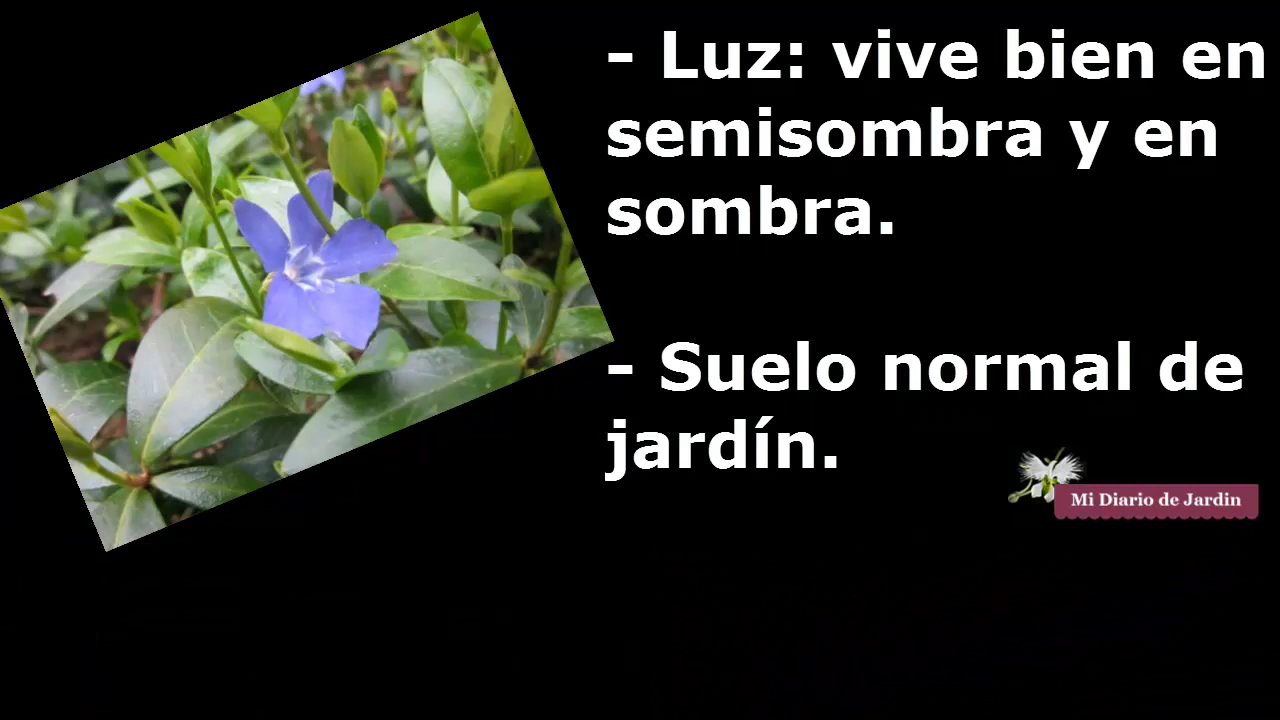 - Luz: vive bien en
semisombra y en
sombra.
- Suelo normal de
jardín.
Mi Diario de Jardin